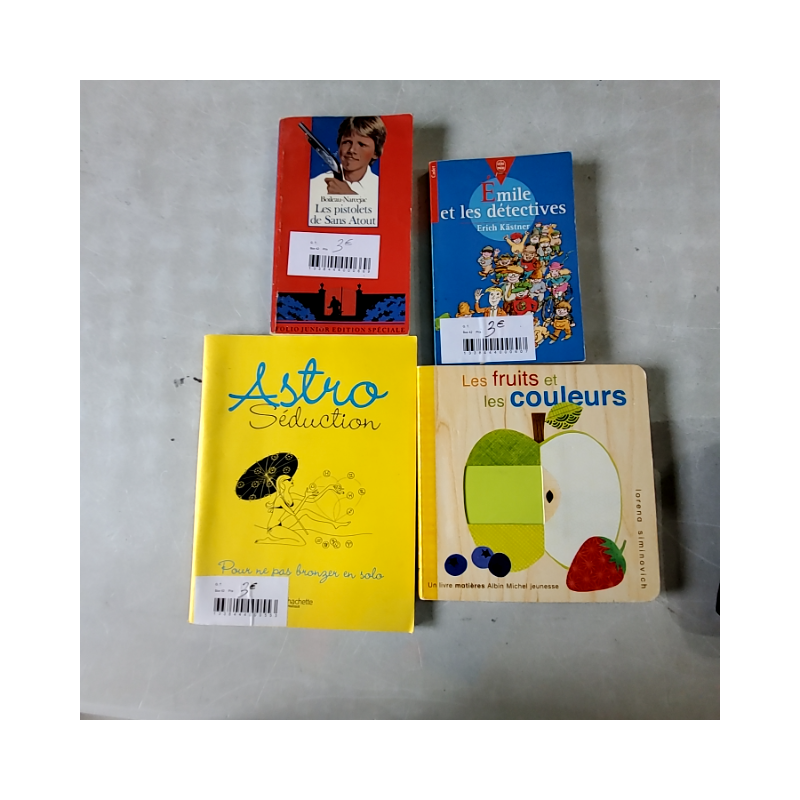 Boileau-Narcejac
Les pistolets
de Sans Atout
3€
FOLIO JUNIOR ÉDITION SPÉCIALE
Émile
et les détectives
Erich Kästner
3€
Astro
Séduction
Pour ne pas bronzer en solo
3€
hachette
Les fruits et
les couleurs
larena siminovich
Un livre matières Albin Michel jeunesse